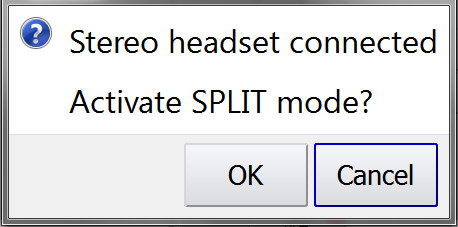 Stereo headset connected
Activate SPLIT mode?
OK
Cancel